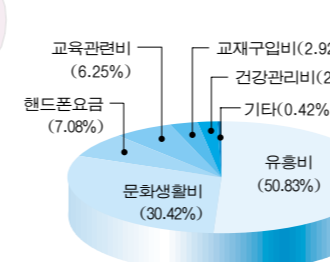 교육관련비
(6.25%)
교재구입비(2.92
건강관리비(2
기타(0.42%
핸드폰요금
(7.08%)
유흥비
(50.83%)
문화생활비
(30.42%)